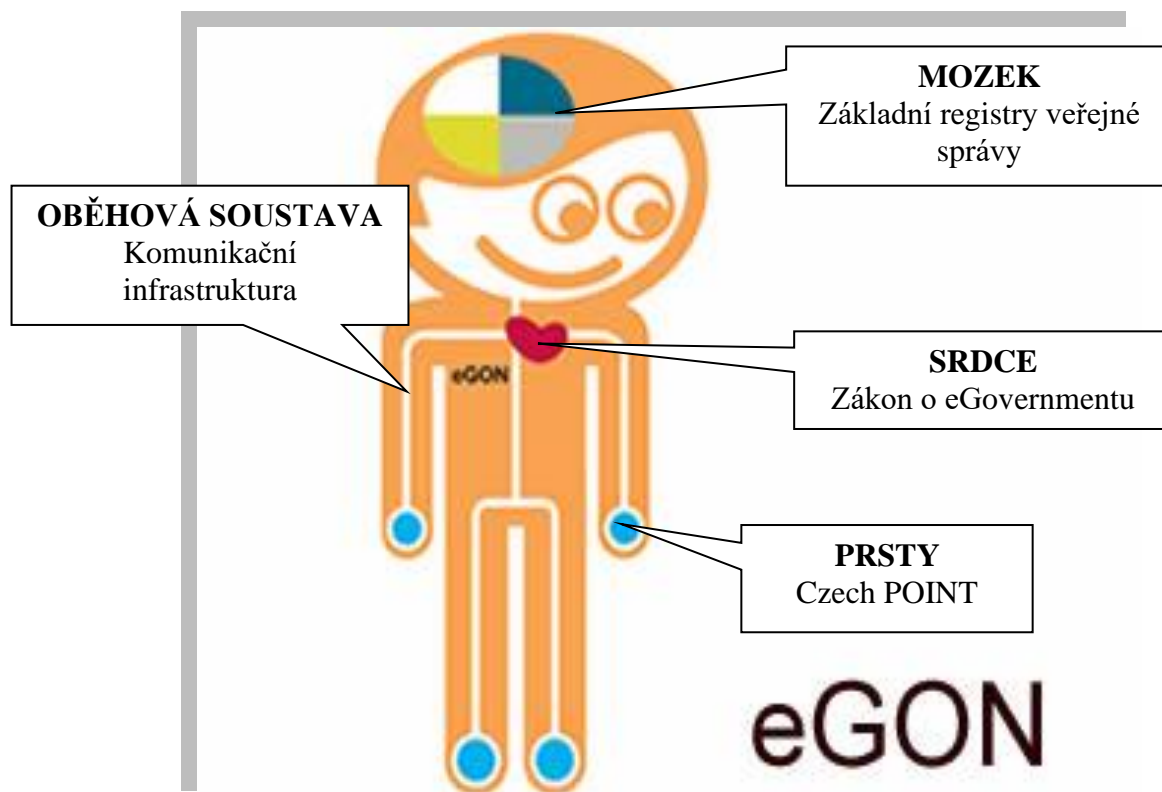 MOZEK
Základní registry veřejné
správy
OBĚHOVÁ SOUSTAVA
Komunikační
infrastruktura
SRDCE
Zákon o eGovernmentu
eGON
PRSTY
Czech POINT
eGON